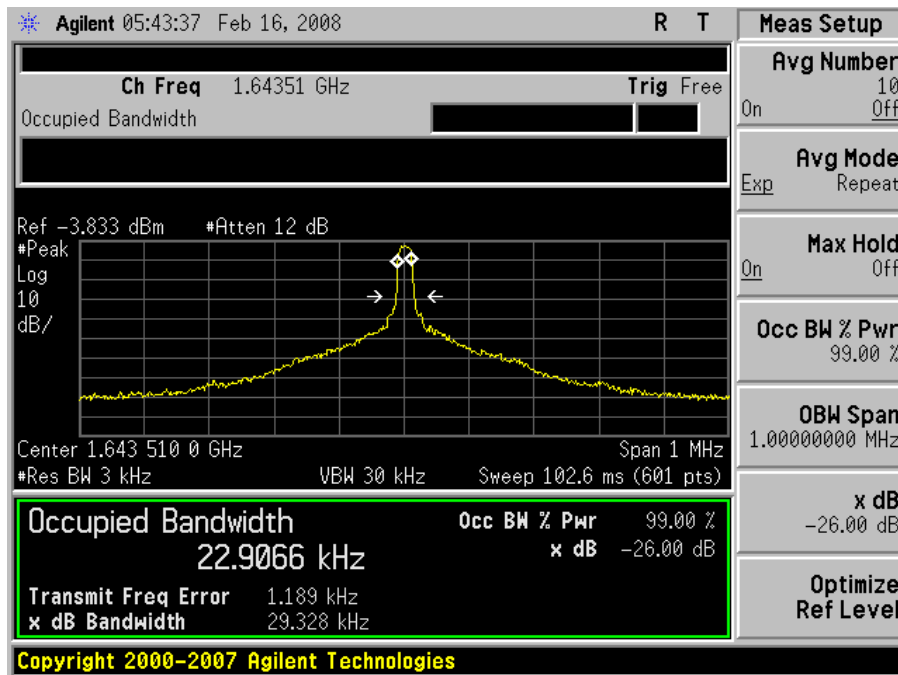 Agilent 05:43:37 Feb 16, 2008 R T
Ch Freq 1.64351 GHz Trig Free
Occupied Bandwidth
Ref -3.833 dBm #Atten 12 dB
#Peak
Log
10
dB/
Center 1.643 510 0 GHz Span 1 MHz
#Res BW 3 kHz VBW 30 kHz Sweep 102.6 ms (601 pts)
Occupied Bandwidth
22.9066 kHz
Occ BW % Pwr 99.00 %
x dB -26.00 dB
Transmit Freq Error 1.189 kHz
x dB Bandwidth 29.328 kHz
Copyright 2000-2007 Agilent Technologies
Meas Setup
Avg Number
10
On Off
Avg Mode
Exp Repeat
Max Hold
On Off
Occ BW % Pwr
99.00 %
OBW Span
1.00000000 MHz
x dB
-26.00 dB
Optimize
Ref Level